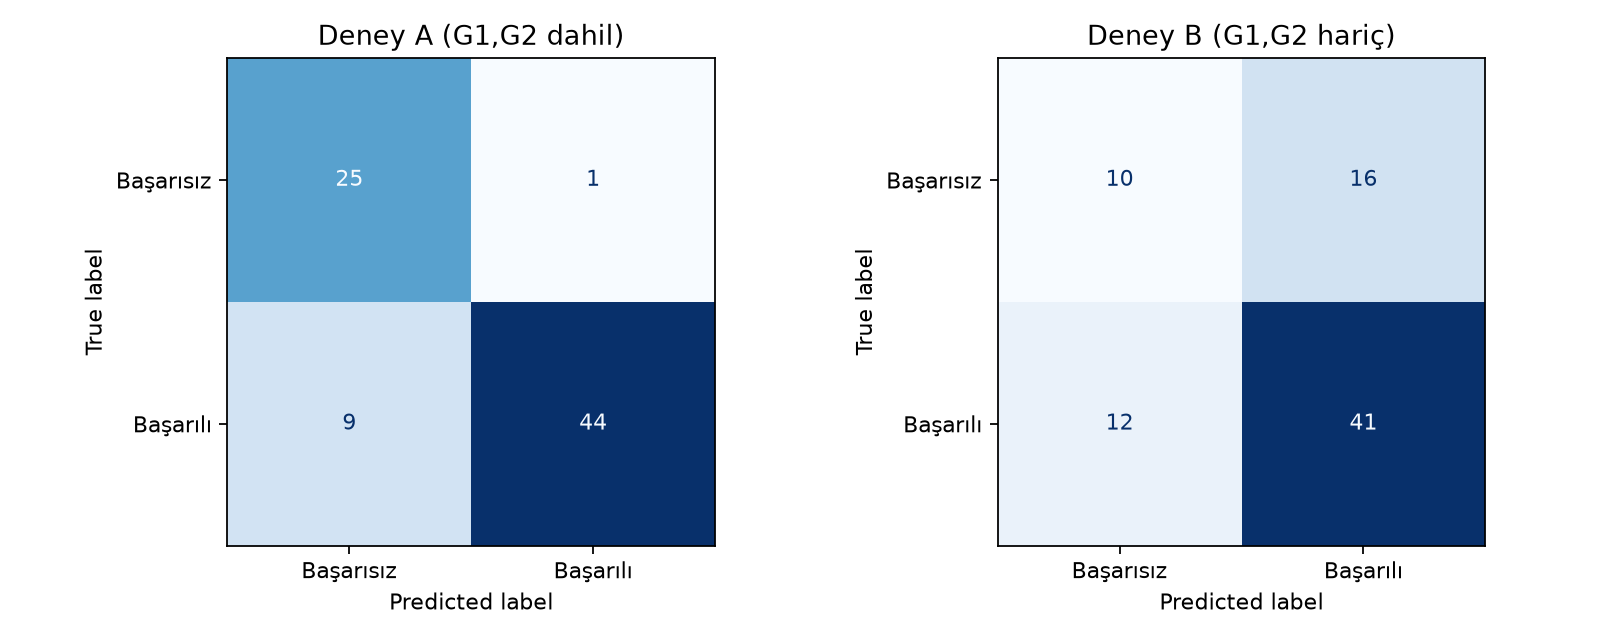 Deney A (G1,G2 dahil)
True label
Başarısız
25
1
Başarılı
9
44
Başarısız
Başarılı
Predicted label
Deney B (G1,G2 hariç)
True label
Başarısız
10
16
Başarılı
12
41
Başarısız
Başarılı
Predicted label